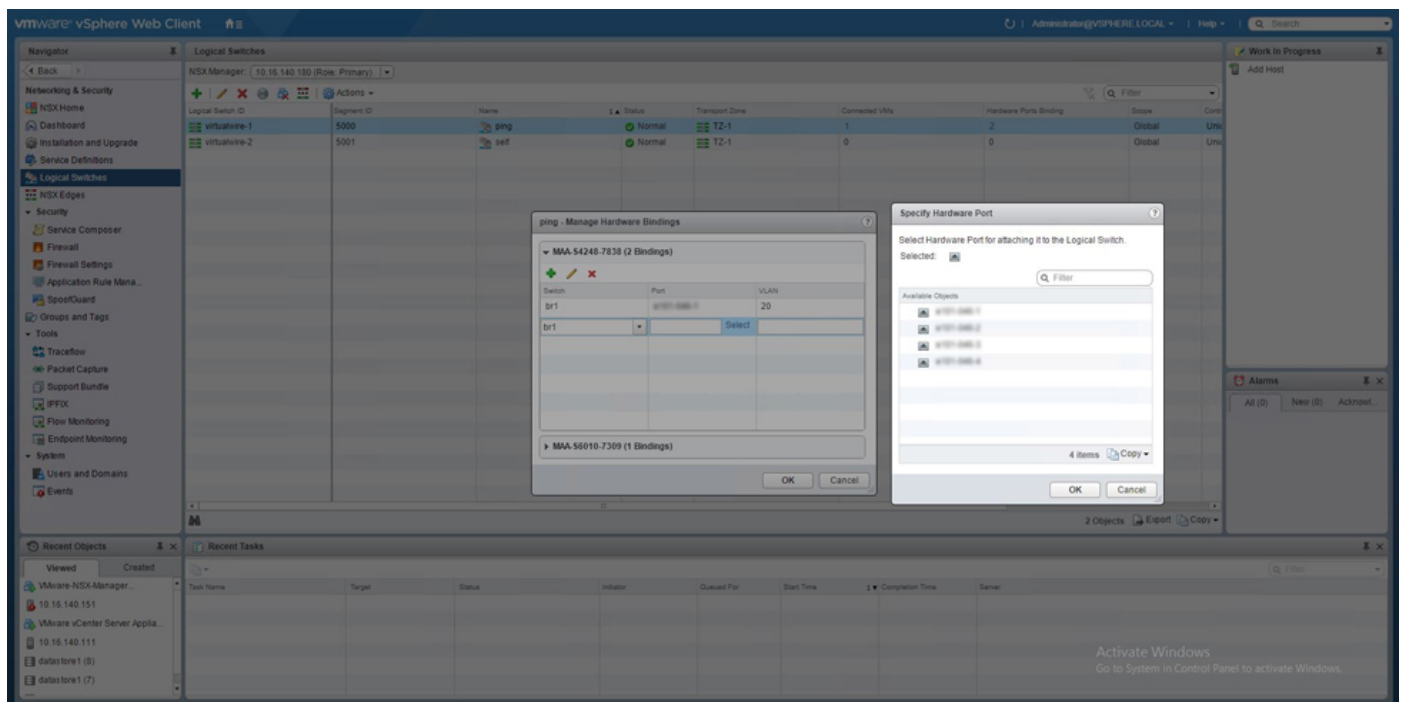 vmware vSphere Web Client
Administrator@VSPHERE.LOCAL | Help | Search
Navigator
Back
Networking & Security
NSX Home
Dashboard
Installation and Upgrade
Service Definitions
Logical Switches
NSX Edges
Security
Service Composer
Firewall
Firewall Settings
Application Rule Mana...
SpoofGuard
Groups and Tags
Tools
Traceflow
Packet Capture
Support Bundle
IPFIX
Flow Monitoring
Endpoint Monitoring
System
Users and Domains
Events
Logical Switches
NSX Manager: 10.16.140.180 (Role: Primary)
Actions
Filter
Logical Switch ID Segment ID Name 1 Status Transport Zone Connected VMs Hardware Ports Binding Scope Contr
virtualwire-1 5000 ping Normal TZ-1 1 2 Global Unic
virtualwire-2 5001 self Normal TZ-1 0 0 Global Unic
2 Objects Export Copy
ping - Manage Hardware Bindings
MAA-S4248-7838 (2 Bindings)
Switch Port VLAN
br1 20
br1 Select
MAA-S6010-7309 (1 Bindings)
OK Cancel
Specify Hardware Port
Select Hardware Port for attaching it to the Logical Switch.
Selected:
Filter
Available Objects
4 items Copy
OK Cancel
Work In Progress
Add Host
Alarms
All (0) New (0) Acknowl...
Recent Objects
Viewed Created
VMware-NSX-Manager...
10.16.140.151
VMware vCenter Server Applia...
10.16.140.111
datastore1 (8)
datastore1 (7)
Recent Tasks
Filter
Task Name Target Status Initiator Queued For Start Time 1 Completion Time Server
Activate Windows
Go to System in Control Panel to activate Windows.